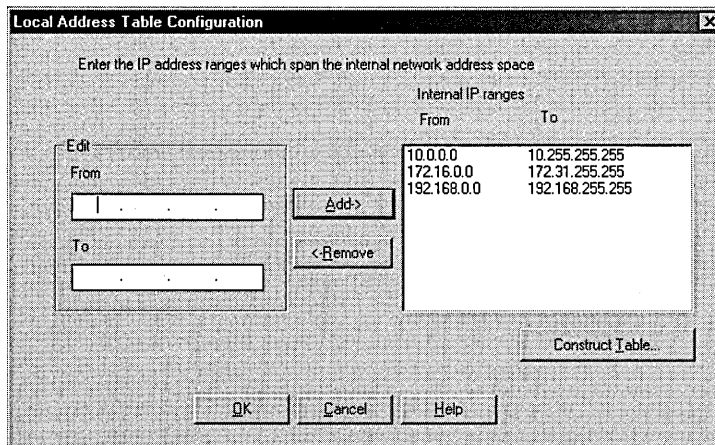 Local Address Table Configuration
Enter the IP address ranges which span the internal network address space
Internal IP ranges
From To
Edit
From
To
Add->
<-Remove
10.0.0.0 10.255.255.255
172.16.0.0 172.31.255.255
192.168.0.0 192.168.255.255
Construct Table...
OK Cancel Help